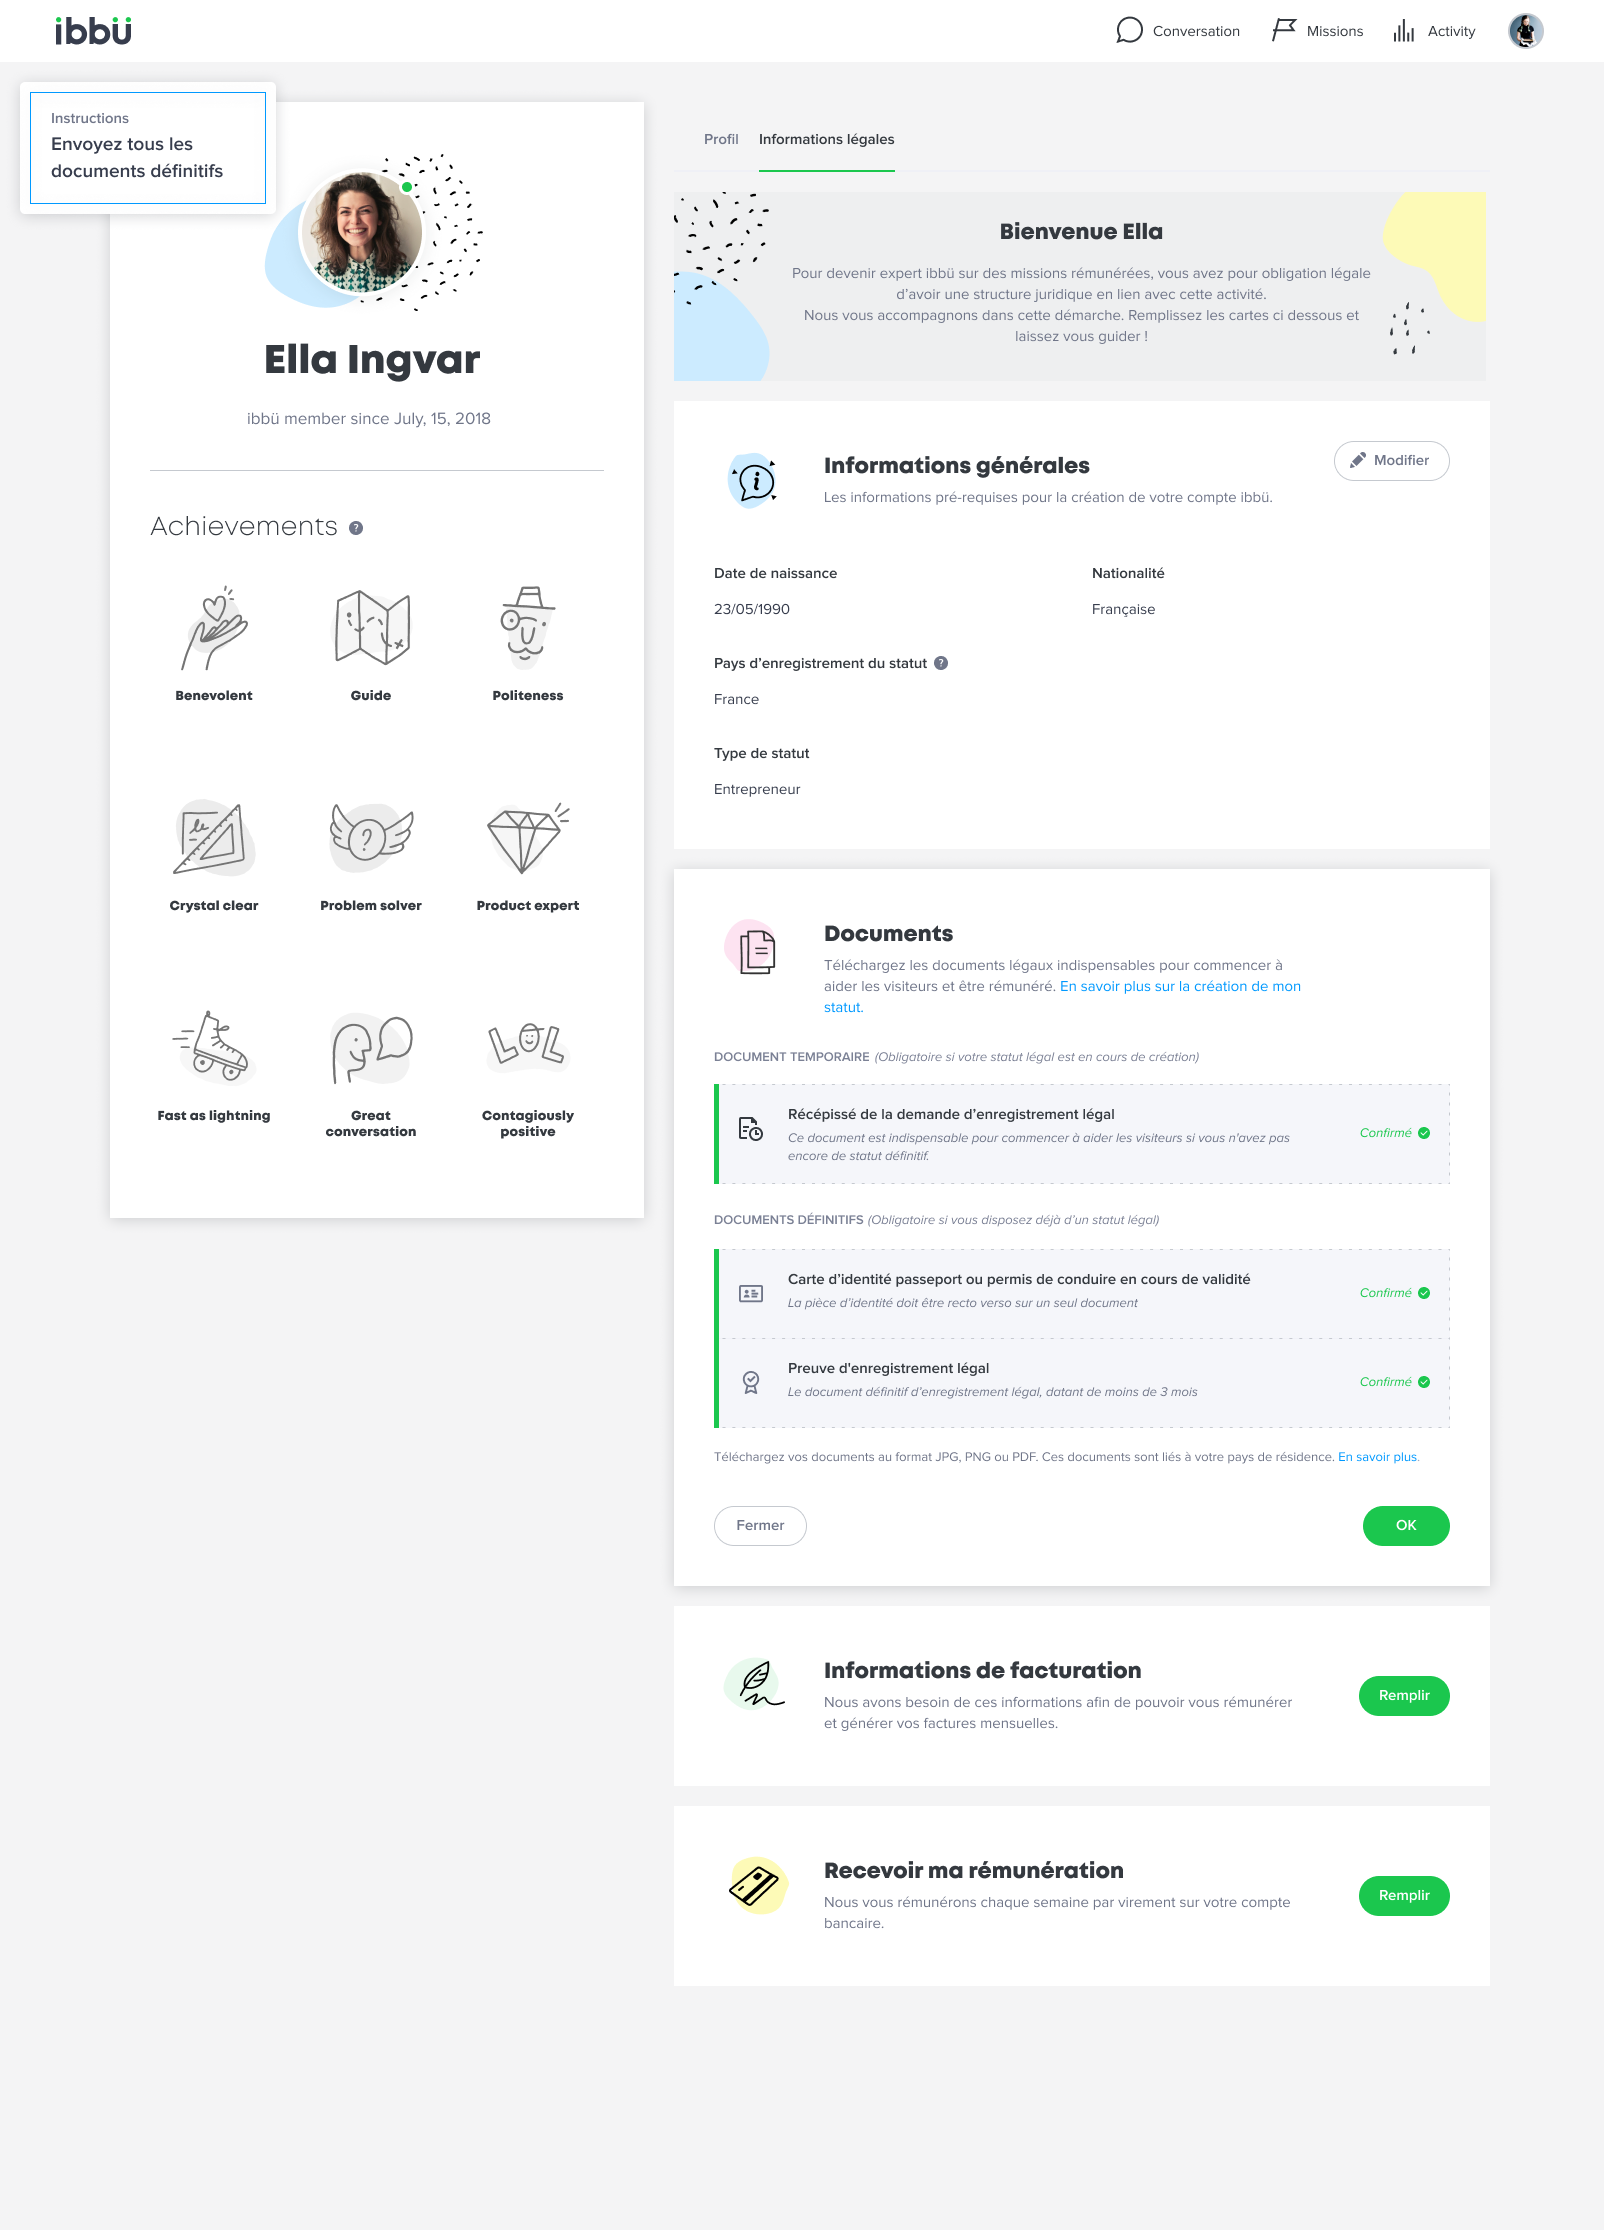 ibbü
Conversation
Missions
Activity
Instructions
Envoyez tous les
documents définitifs
Ella Ingvar
ibbü member since July, 15, 2018
Achievements ?
Benevolent
Guide
Politeness
le
?
Crystal clear
Problem solver
Product expert
LOL
Fast as lightning
Great
conversation
Contagiously
positive
Profil
Informations légales
Bienvenue Ella
Pour devenir expert ibbü sur des missions rémunérées, vous avez pour obligation légale
d’avoir une structure juridique en lien avec cette activité.
Nous vous accompagnons dans cette démarche. Remplissez les cartes ci dessous et
laissez vous guider !
Informations générales
Les informations pré-requises pour la création de votre compte ibbü.
Modifier
Date de naissance
23/05/1990
Nationalité
Française
Pays d’enregistrement du statut ?
France
Type de statut
Entrepreneur
Documents
Téléchargez les documents légaux indispensables pour commencer à
aider les visiteurs et être rémunéré. En savoir plus sur la création de mon
statut.
DOCUMENT TEMPORAIRE (Obligatoire si votre statut légal est en cours de création)
Récépissé de la demande d’enregistrement légal
Ce document est indispensable pour commencer à aider les visiteurs si vous n'avez pas
encore de statut définitif.
Confirmé
DOCUMENTS DÉFINITIFS (Obligatoire si vous disposez déjà d’un statut légal)
Carte d’identité passeport ou permis de conduire en cours de validité
La pièce d’identité doit être recto verso sur un seul document
Confirmé
Preuve d'enregistrement légal
Le document définitif d’enregistrement légal, datant de moins de 3 mois
Confirmé
Téléchargez vos documents au format JPG, PNG ou PDF. Ces documents sont liés à votre pays de résidence. En savoir plus.
Fermer
OK
Informations de facturation
Nous avons besoin de ces informations afin de pouvoir vous rémunérer
et générer vos factures mensuelles.
Remplir
Recevoir ma rémunération
Nous vous rémunérons chaque semaine par virement sur votre compte
bancaire.
Remplir